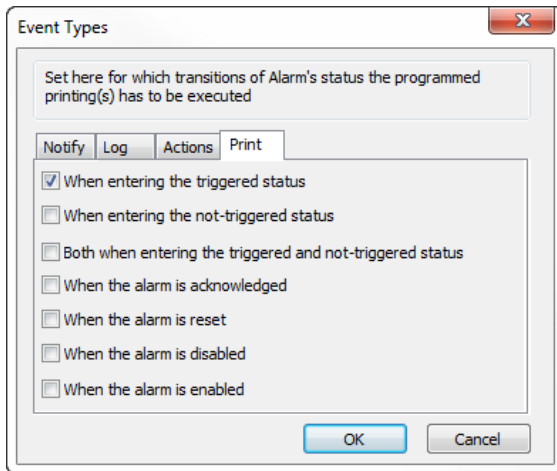 Event Types
Set here for which transitions of Alarm's status the programmed
printing(s) has to be executed
Notify Log Actions Print
When entering the triggered status
When entering the not-triggered status
Both when entering the triggered and not-triggered status
When the alarm is acknowledged
When the alarm is reset
When the alarm is disabled
When the alarm is enabled
OK Cancel